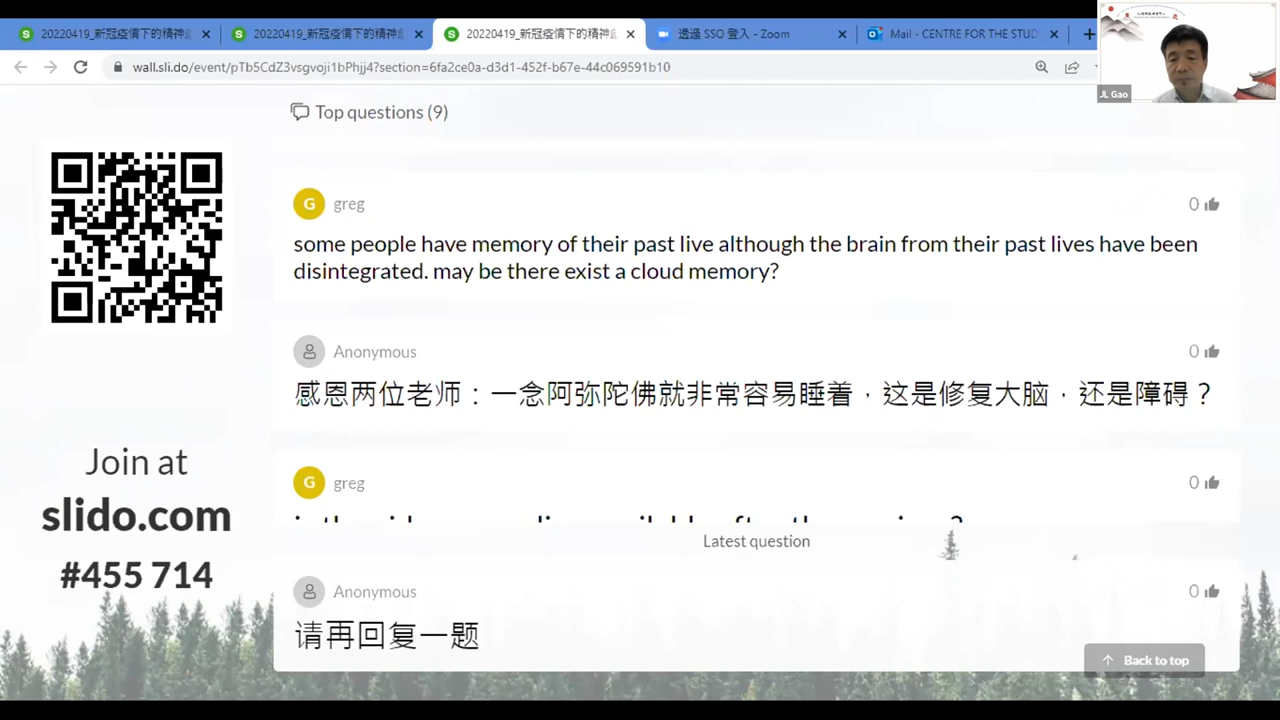 20220419_新冠疫情下的精神
20220419_新冠疫情下的精神
20220419_新冠疫情下的精神
透過 SSO 登入 - Zoom
Mail - CENTRE FOR THE STUD
wall.sli.do/event/pTb5CdZ3vsgvoji1bPhjj4?section=6fa2ce0a-d3d1-452f-b67e-44c069591b10
JL Gao
Top questions (9)
G greg 0
some people have memory of their past live although the brain from their past lives have been
disintegrated. may be there exist a cloud memory?
Anonymous 0
感恩两位老师：一念阿弥陀佛就非常容易睡着，这是修复大脑，还是障碍？
G greg 0
Latest question
Anonymous 0
请再回复一题
Join at
slido.com
#455 714
Back to top